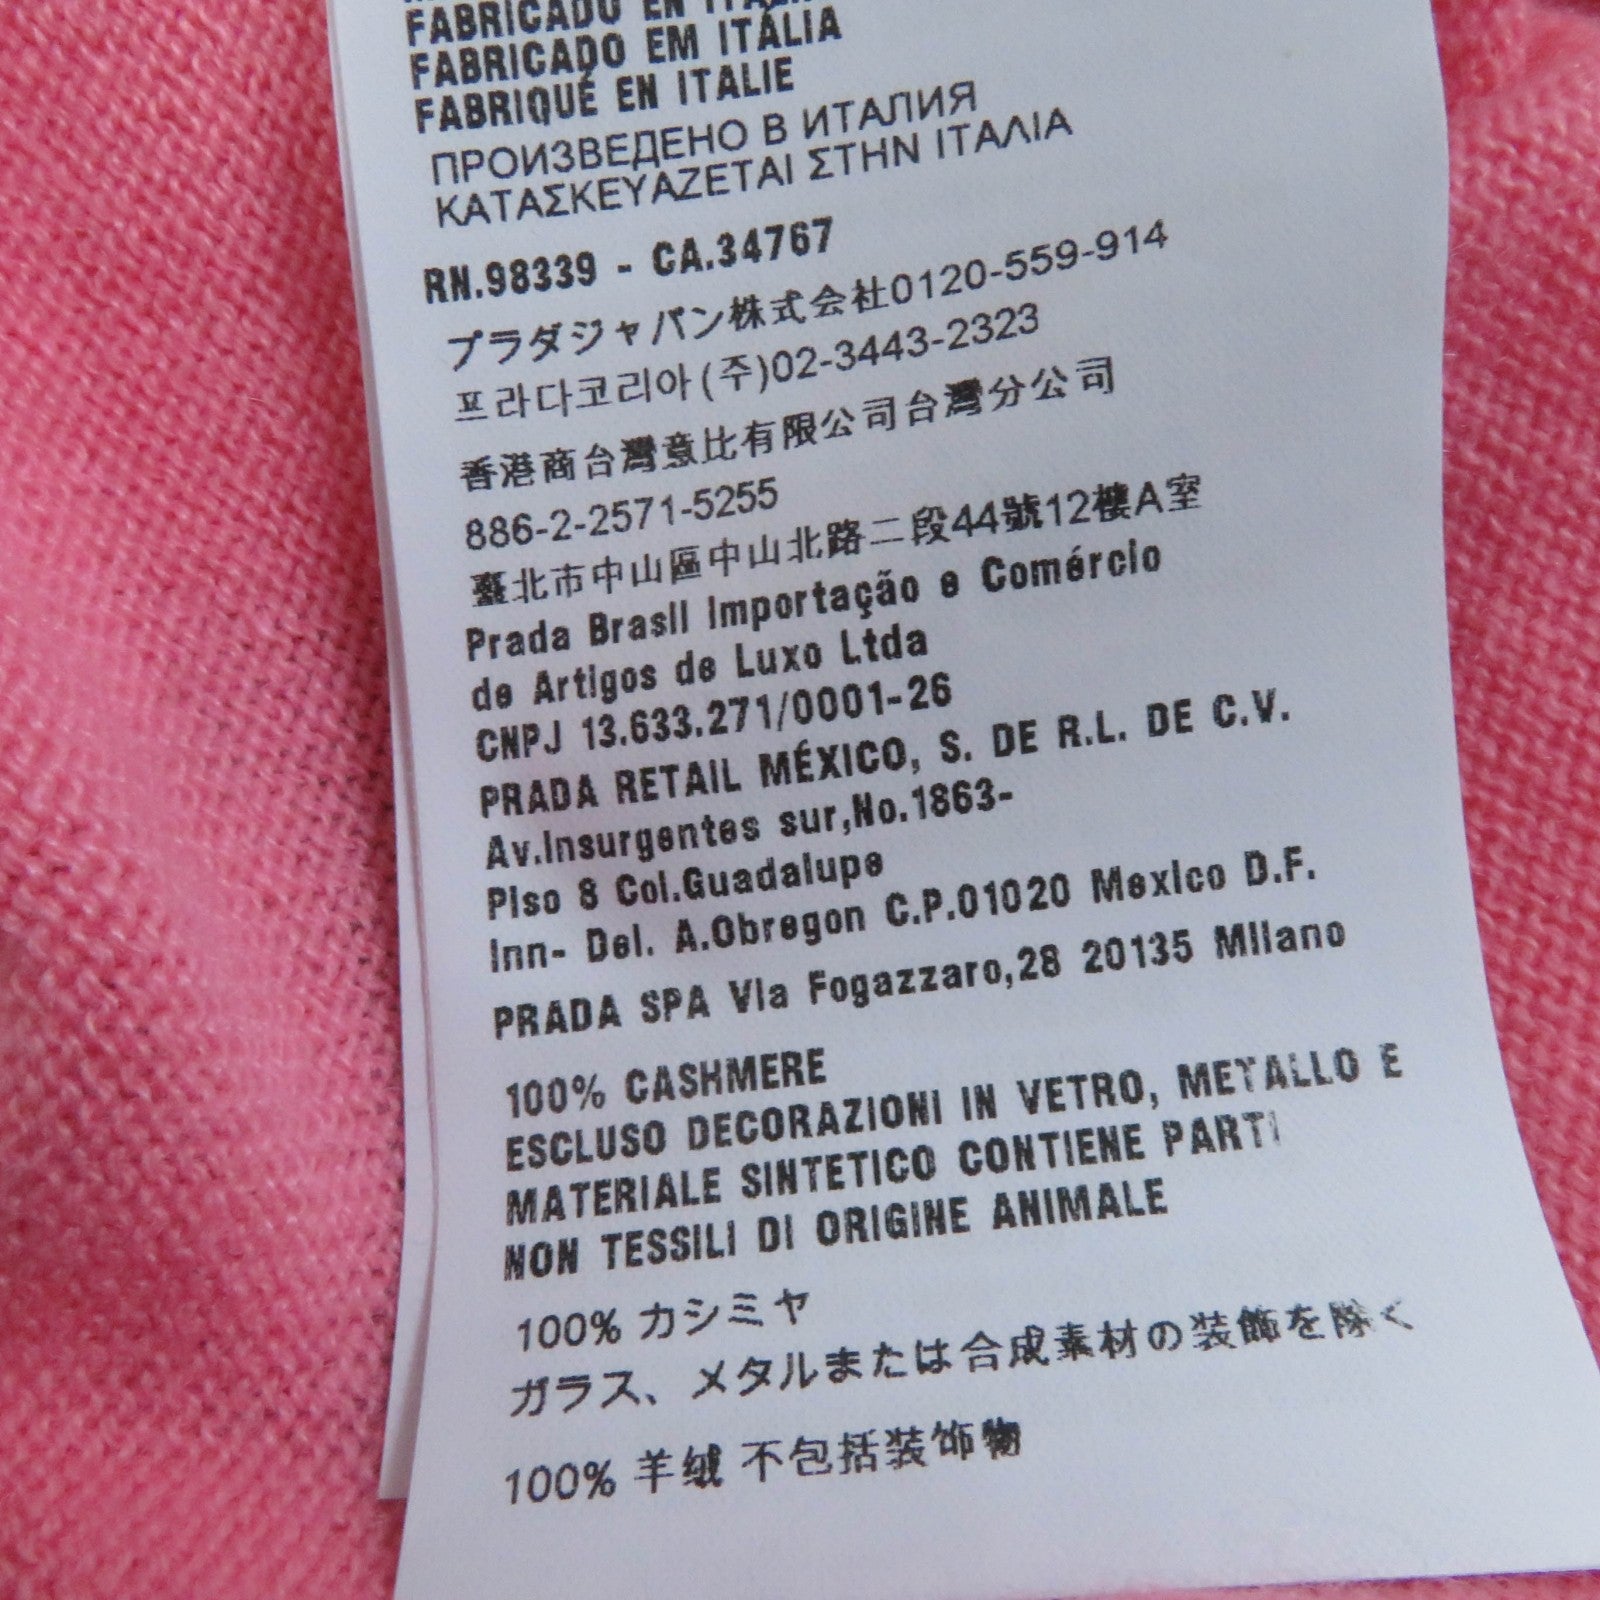 FABRICADO EN ITALIA
FABRICADO EM ITÁLIA
FABRIQUÉ EN ITALIE
ПРОИЗВЕДЕНО В ИТАЛИЯ
ΚΑΤΑΣΚΕΥΑΖΕΤΑΙ ΣΤΗΝ ΙΤΑΛΙΑ
RN.98339 - CA.34767
プラダジャパン株式会社0120-559-914
프라다코리아(주)02-3443-2323
香港商台灣意比有限公司台灣分公司
886-2-2571-5255
臺北市中山區中山北路二段44號12樓A室
Prada Brasil Importação e Comércio
de Artigos de Luxo Ltda
CNPJ 13.633.271/0001-26
PRADA RETAIL MÉXICO, S. DE R.L. DE C.V.
Av.Insurgentes sur,No.1863-
Piso 8 Col.Guadalupe
Inn- Del. A.Obregon C.P.01020 Mexico D.F.
PRADA SPA Via Fogazzaro,28 20135 Milano
100% CASHMERE
ESCLUSO DECORAZIONI IN VETRO, METALLO E
MATERIALE SINTETICO CONTIENE PARTI
NON TESSILI DI ORIGINE ANIMALE
100% カシミヤ
ガラス、メタルまたは合成素材の装飾を除く
100% 羊绒 不包括装饰物